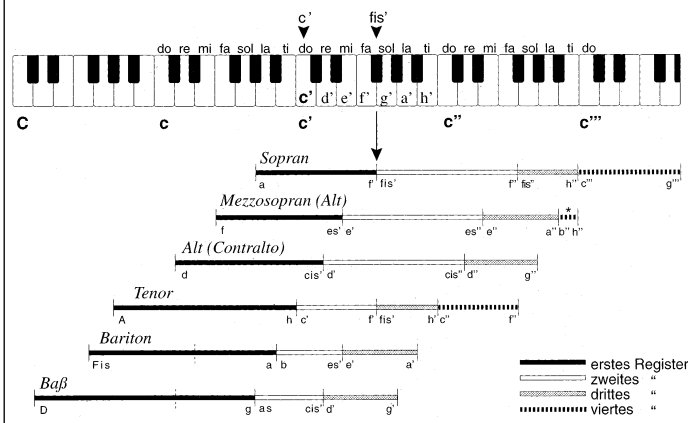 c' fis'
do re mi fa sol la ti do re mi fa sol la ti do re mi fa sol la ti do
c' d' e' f' g' a' h'
C c c' c'' c'''
Sopran
a f' fis' f'' fis'' h'' c''' g'''
Mezzosopran (Alt)
*
f es' e' es'' e'' a'' b'' h''
Alt (Contralto)
d cis' d' cis'' d'' g''
Tenor
A h c' f' fis' h' c'' f''
Bariton
Fis a b es' e' a'
erstes Register
zweites “
Baß
drittes “
D g as cis' d' g'
viertes “